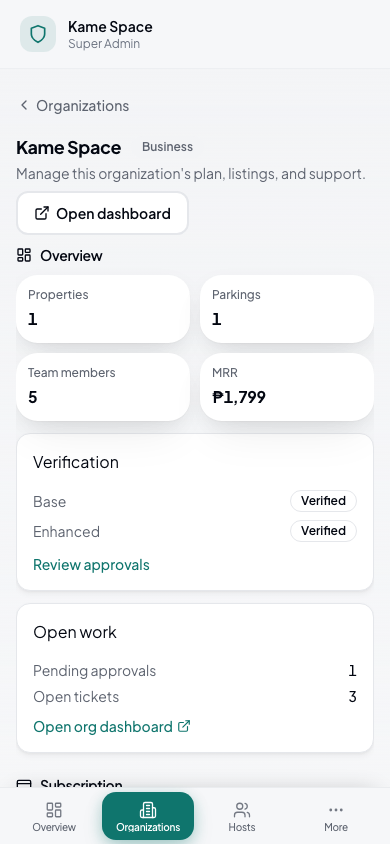 Kame Space
Super Admin
Organizations
Kame Space Business
Manage this organization's plan, listings, and support.
Open dashboard
Overview
Properties
1
Parkings
1
Team members
5
MRR
₱1,799
Verification
Base Verified
Enhanced Verified
Review approvals
Open work
Pending approvals 1
Open tickets 3
Open org dashboard
Subscription
Overview Organizations Hosts More